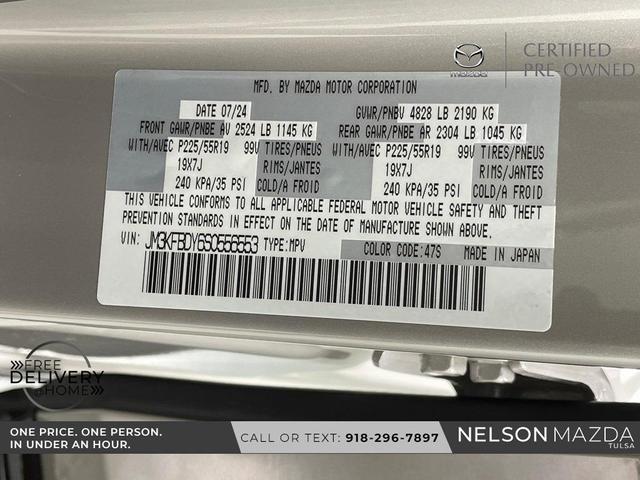 mazda
CERTIFIED
PRE-OWNED
MFD. BY MAZDA MOTOR CORPORATION
DATE 07/24
GVWR/PNBV 4828 LB 2190 KG
FRONT GAWR/PNBE AV 2524 LB 1145 KG
REAR GAWR/PNBE AR 2304 LB 1045 KG
WITH/AVEC P225/55R19 99V TIRES/PNEUS
WITH/AVEC P225/55R19 99V TIRES/PNEUS
19X7J RIMS/JANTES
19X7J RIMS/JANTES
240 KPA/35 PSI COLD/A FROID
240 KPA/35 PSI COLD/A FROID
THIS VEHICLE CONFORMS TO ALL APPLICABLE FEDERAL MOTOR VEHICLE SAFETY AND THEFT
PREVENTION STANDARDS IN EFFECT ON THE DATE OF MANUFACTURE SHOWN ABOVE.
VIN: JM3KFBDY6S0556553 TYPE:MPV
COLOR CODE:47S MADE IN JAPAN
FREE
DELIVERY
@HOME
ONE PRICE. ONE PERSON.
IN UNDER AN HOUR.
CALL OR TEXT: 918-296-7897
NELSON MAZDA
TULSA